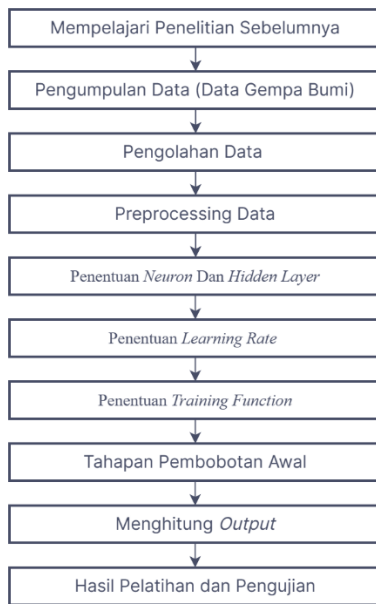 Mempelajari Penelitian Sebelumnya
Pengumpulan Data (Data Gempa Bumi)
Pengolahan Data
Preprocessing Data
Penentuan Neuron Dan Hidden Layer
Penentuan Learning Rate
Penentuan Training Function
Tahapan Pembobotan Awal
Menghitung Output
Hasil Pelatihan dan Pengujian